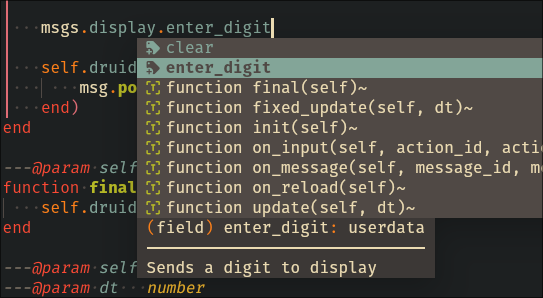 msgs.display.enter_digit
clear
self.druid
enter_digit
msg.po
function final(self)~
end)
function fixed_update(self, dt)~
end
function init(self)~
function on_input(self, action_id, actio
---@param self
function on_message(self, message_id, me
function final
function on_reload(self)~
self.druid
function update(self, dt)~
end
(field) enter_digit: userdata
---@param self
Sends a digit to display
---@param dt number